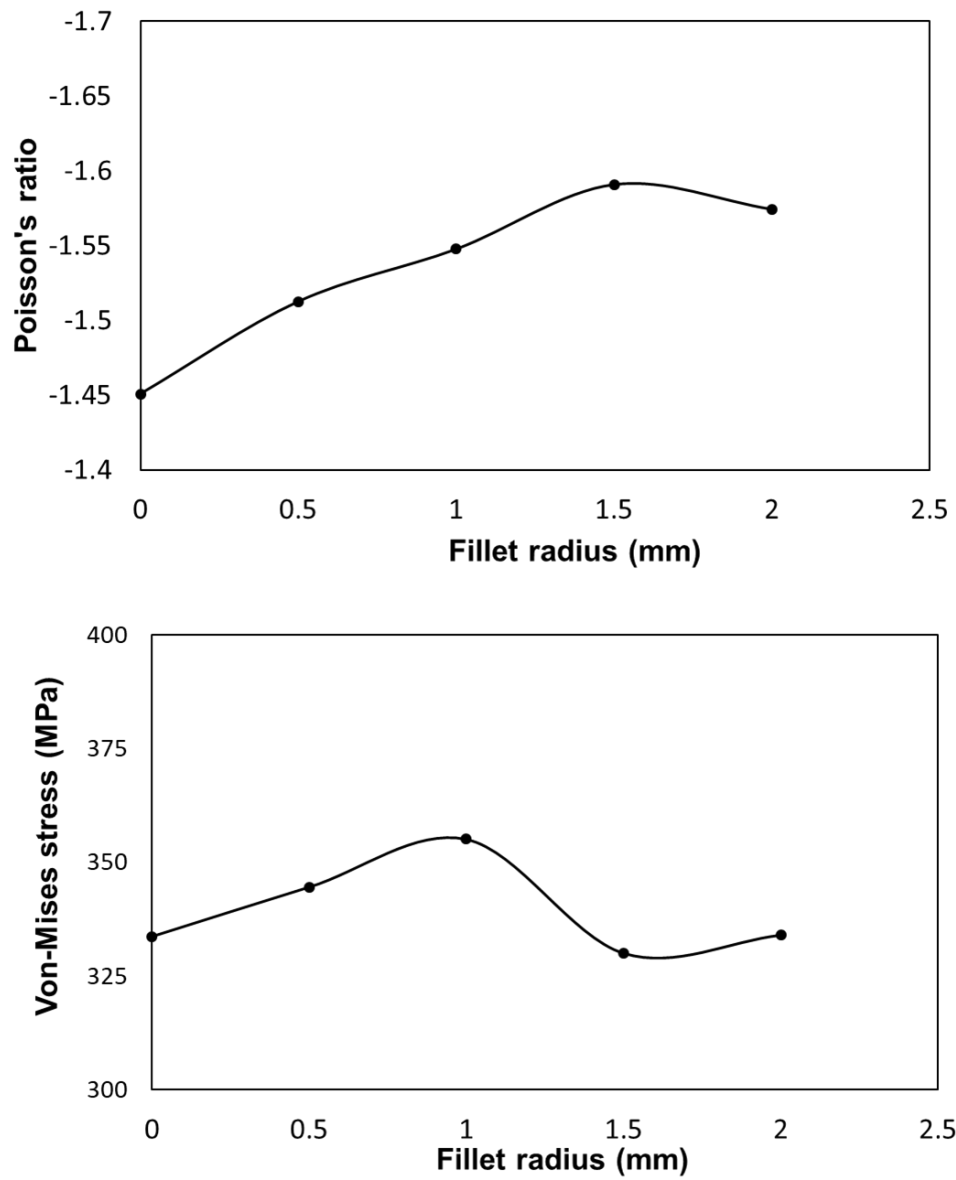 -1.7
-1.65
-1.6
-1.55
-1.5
-1.45
-1.4
Poisson's ratio
0 0.5 1 1.5 2 2.5
Fillet radius (mm)
400
375
350
325
300
Von-Mises stress (MPa)
0 0.5 1 1.5 2 2.5
Fillet radius (mm)